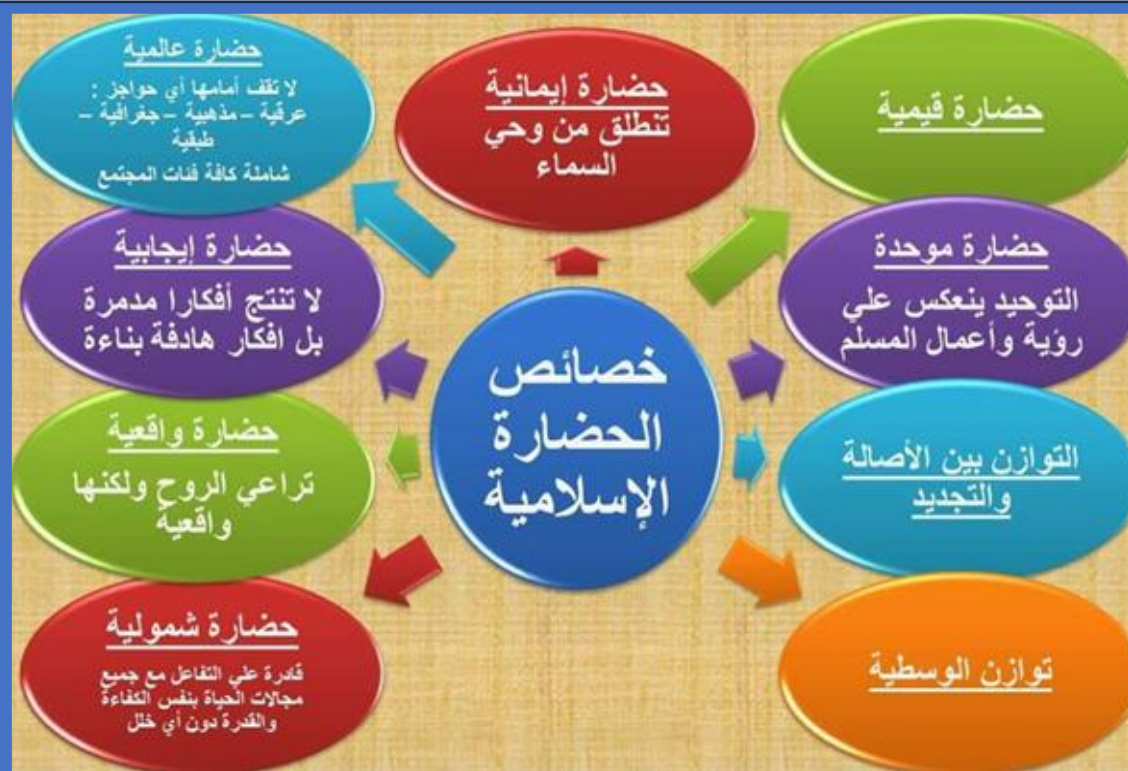 خصائص
الحضارة
الإسلامية
حضارة إيمانية
تنطلق من وحي
السماء
حضارة قيمية
حضارة موحدة
التوحيد ينعكس علي
رؤية وأعمال المسلم
التوازن بين الأصالة
والتجديد
توازن الوسطية
حضارة شمولية
قادرة علي التفاعل مع جميع
مجالات الحياة بنفس الكفاءة
والقدرة دون أي خلل
حضارة واقعية
تراعي الروح ولكنها
واقعية
حضارة إيجابية
لا تنتج أفكارا مدمرة
بل افكار هادفة بناءة
حضارة عالمية
لا تقف أمامها أي حواجز :
عرقية – مذهبية – جغرافية –
طبقية
شاملة كافة فئات المجتمع